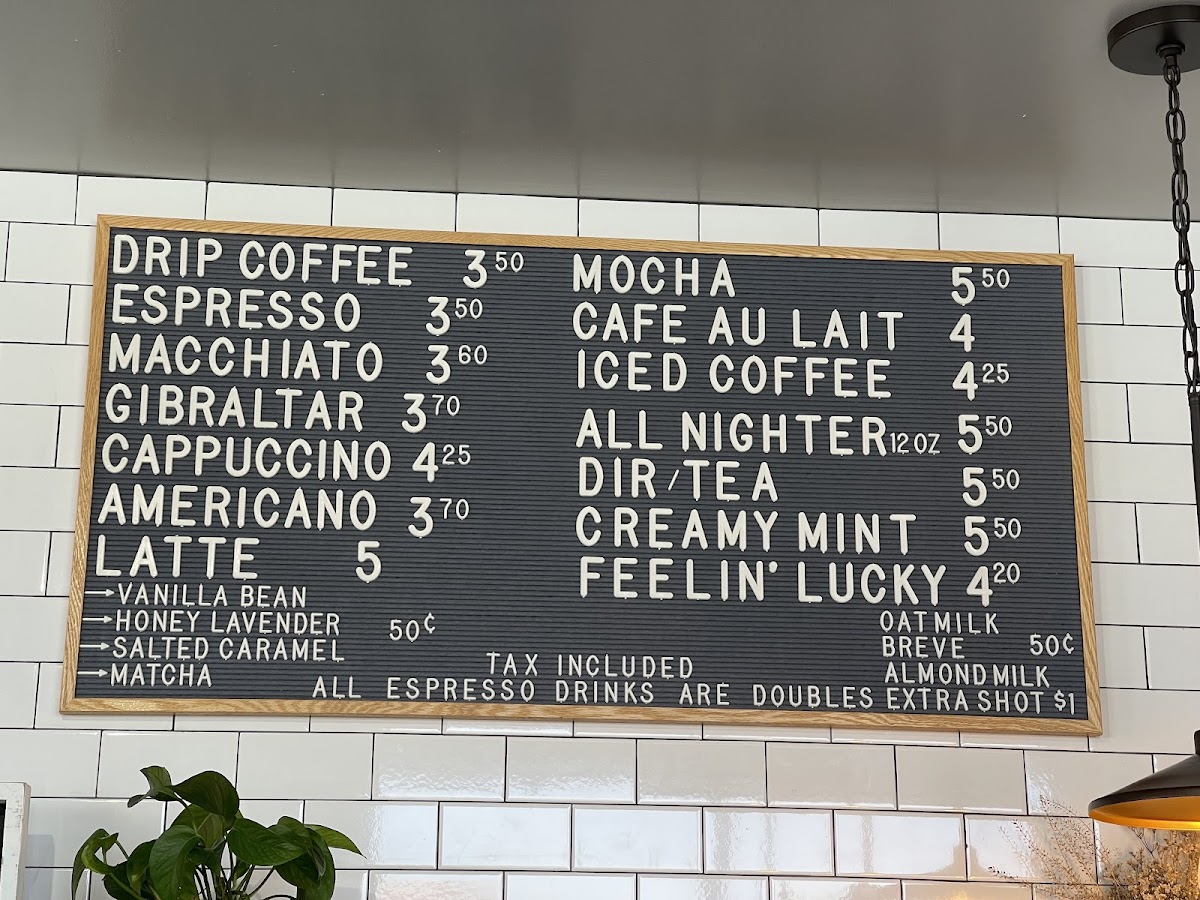 DRIP COFFEE 3 50
ESPRESSO 3 50
MACCHIATO 3 60
GIBRALTAR 3 70
CAPPUCCINO 4 25
AMERICANO 3 70
LATTE 5
→VANILLA BEAN
→HONEY LAVENDER 50¢
→SALTED CARAMEL
→MATCHA
MOCHA 5 50
CAFE AU LAIT 4
ICED COFFEE 4 25
ALL NIGHTER 12 OZ 5 50
DIR/TEA 5 50
CREAMY MINT 5 50
FEELIN' LUCKY 4 20
OAT MILK
BREVE 50¢
ALMOND MILK
EXTRA SHOT $1
TAX INCLUDED
ALL ESPRESSO DRINKS ARE DOUBLES